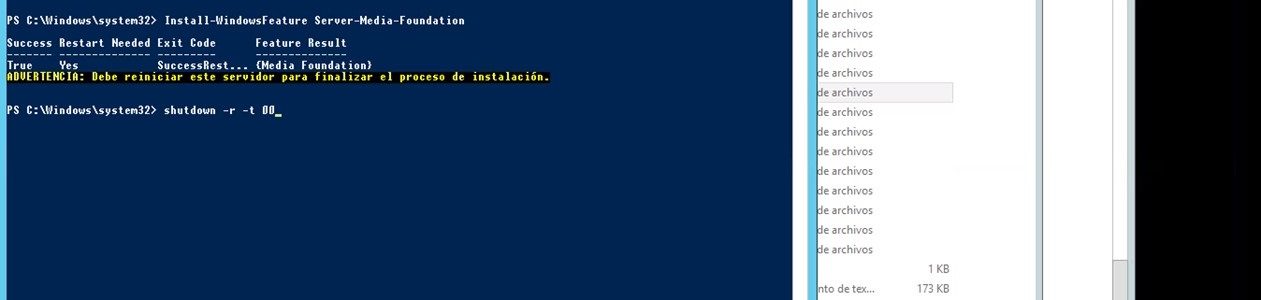 PS C:\Windows\system32> Install-WindowsFeature Server-Media-Foundation
Success Restart Needed Exit Code Feature Result
------- -------------- --------- --------------
True Yes SuccessRest... {Media Foundation}
ADVERTENCIA: Debe reiniciar este servidor para finalizar el proceso de instalación.
PS C:\Windows\system32> shutdown -r -t 00_
de archivos
de archivos
de archivos
de archivos
de archivos
de archivos
de archivos
de archivos
de archivos
de archivos
de archivos
de archivos
de archivos
1 KB
nto de tex... 173 KB